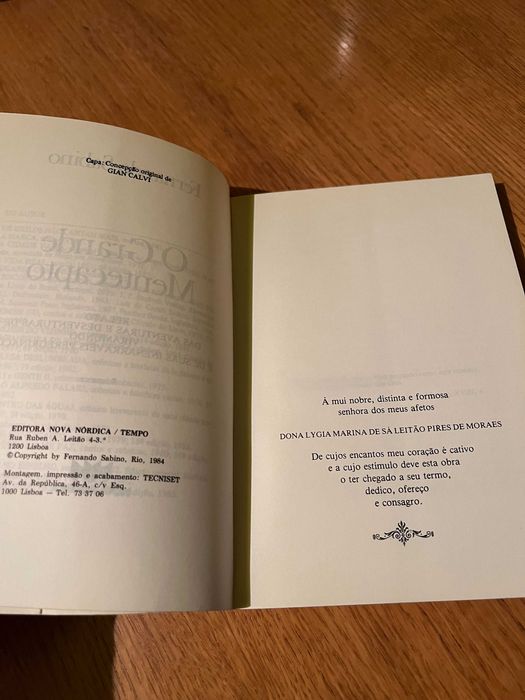 Capa: Concepção original de
GIAN CALVI
EDITORA NOVA NÓRDICA / TEMPO
Rua Ruben A. Leitão 4-3.º
1200 Lisboa
©Copyright by Fernando Sabino, Rio, 1984
Montagem, impressão e acabamento: TECNISET
Av. da República, 46-A, c/v Esq.
1000 Lisboa — Tel. 73 37 06
À mui nobre, distinta e formosa
senhora dos meus afetos
DONA LYGIA MARINA DE SÁ LEITÃO PIRES DE MORAES
De cujos encantos meu coração é cativo
e a cujo estímulo deve esta obra
o ter chegado a seu termo,
dedico, ofereço
e consagro.